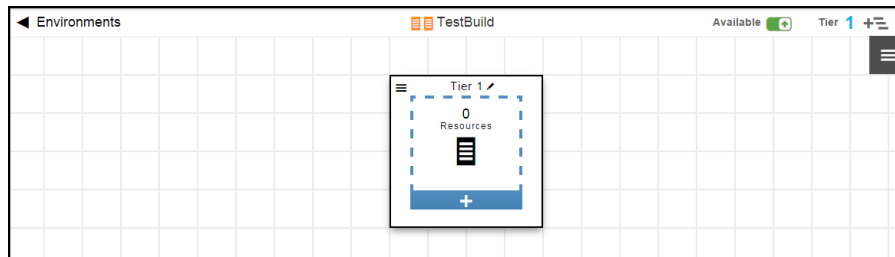 Environments
TestBuild
Available
Tier 1
Tier 1
0
Resources